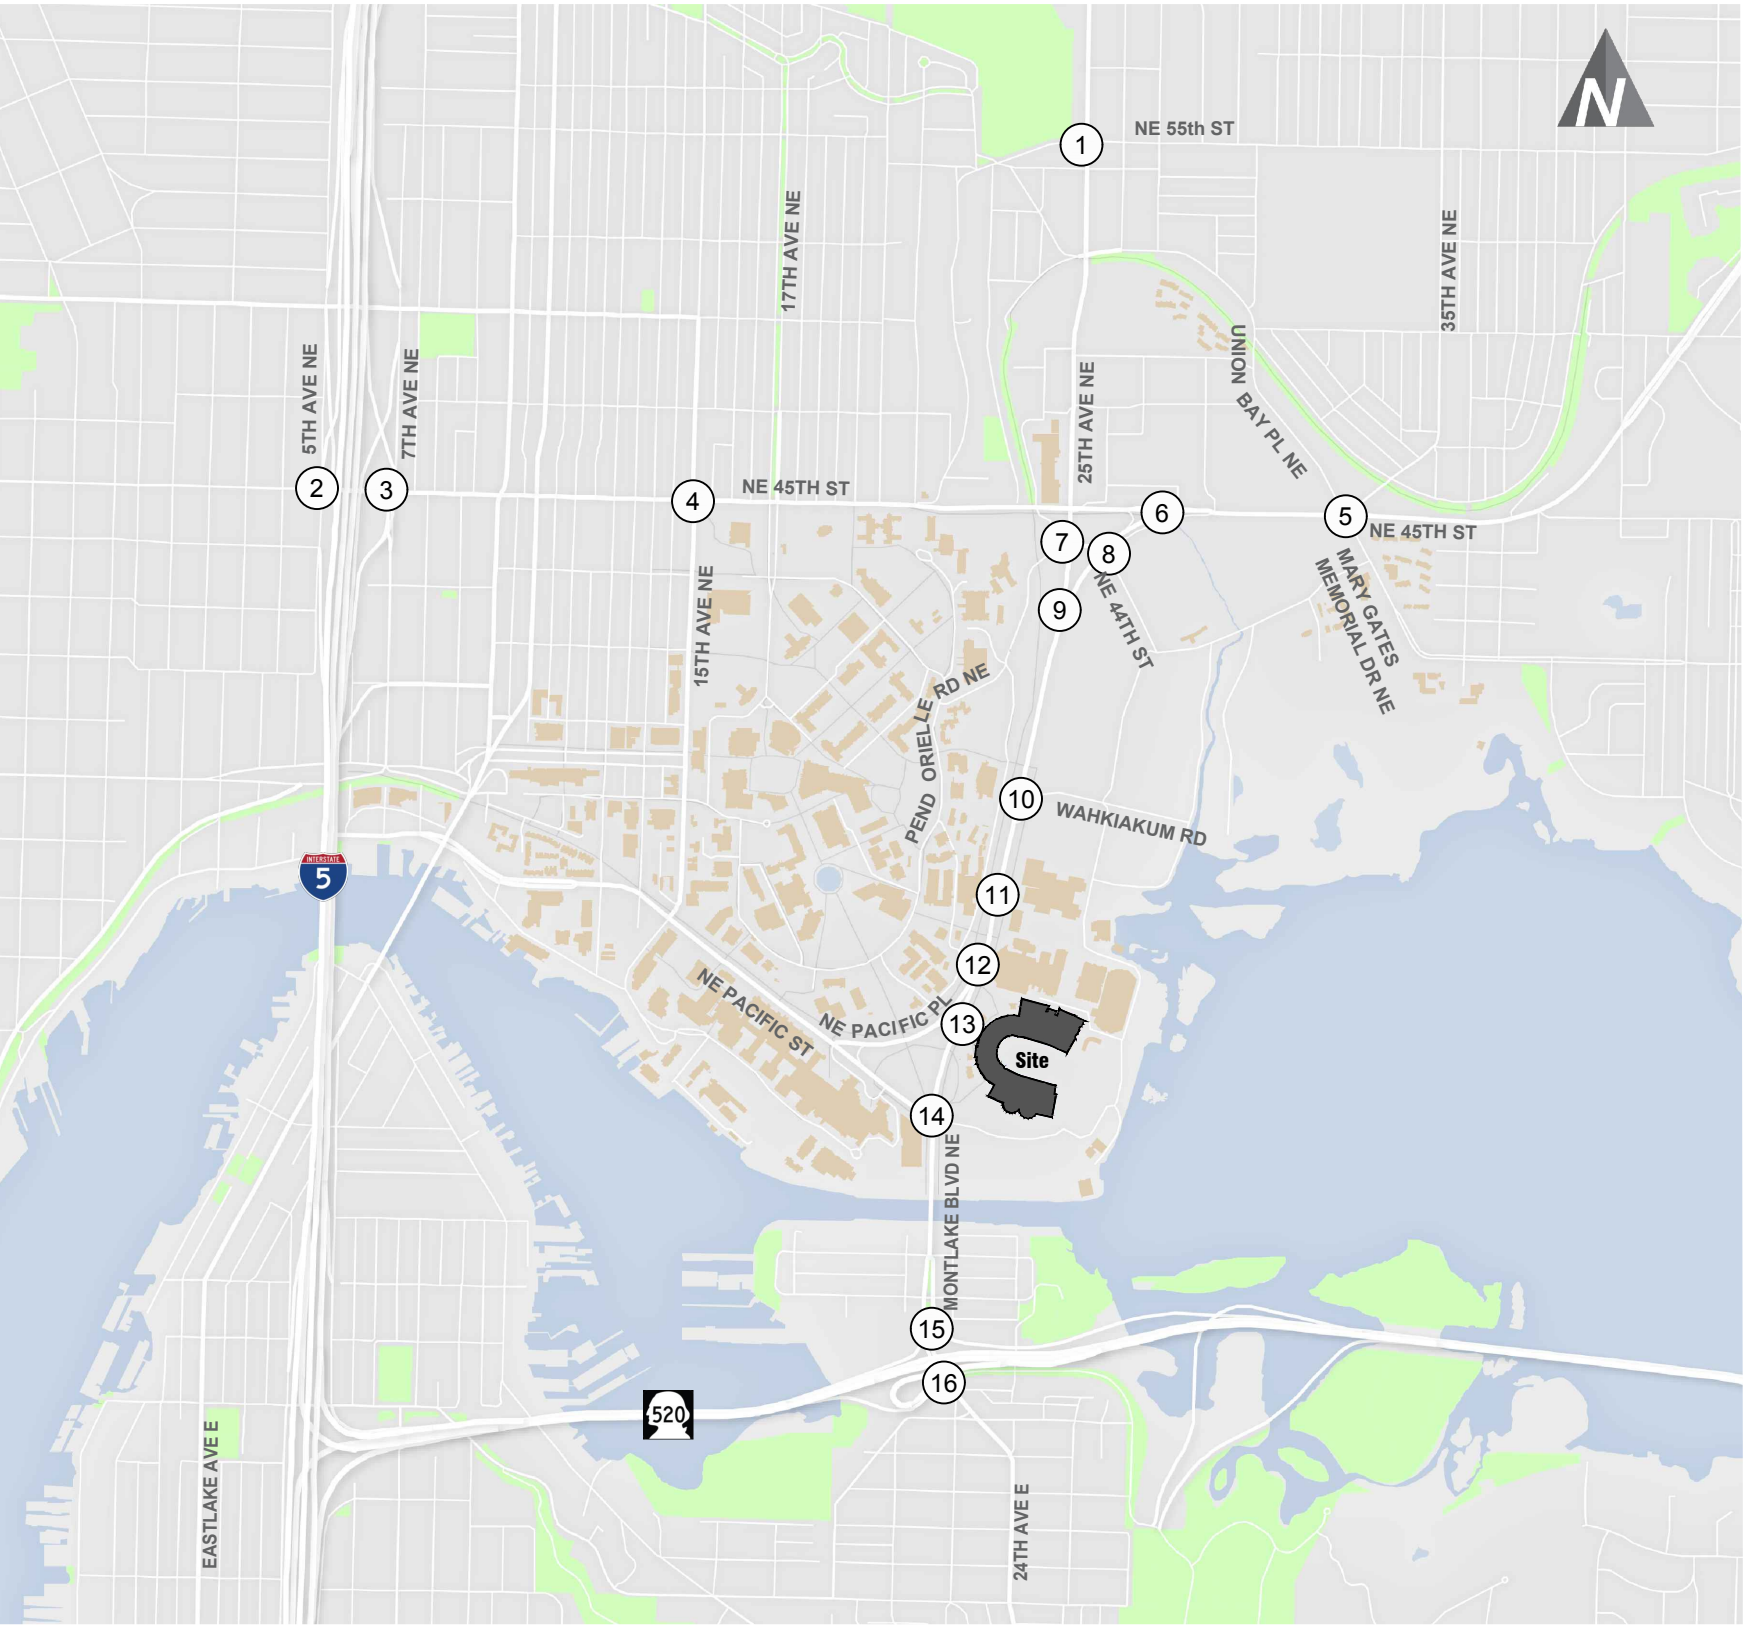 N
1
NE 55th ST
17TH AVE NE
35TH AVE NE
5TH AVE NE
7TH AVE NE
25TH AVE NE
UNION
BAY PL NE
2
3
4
NE 45TH ST
6
5
NE 45TH ST
7
8
9
NE 44TH ST
MARY GATES
MEMORIAL DR NE
15TH AVE NE
PEND ORIELLE RD NE
10
WAHKIAKUM RD
INTERSTATE
5
11
12
NE PACIFIC ST
NE PACIFIC PL
13
Site
14
MONTLAKE BLVD NE
15
16
520
EASTLAKE AVE E
24TH AVE E